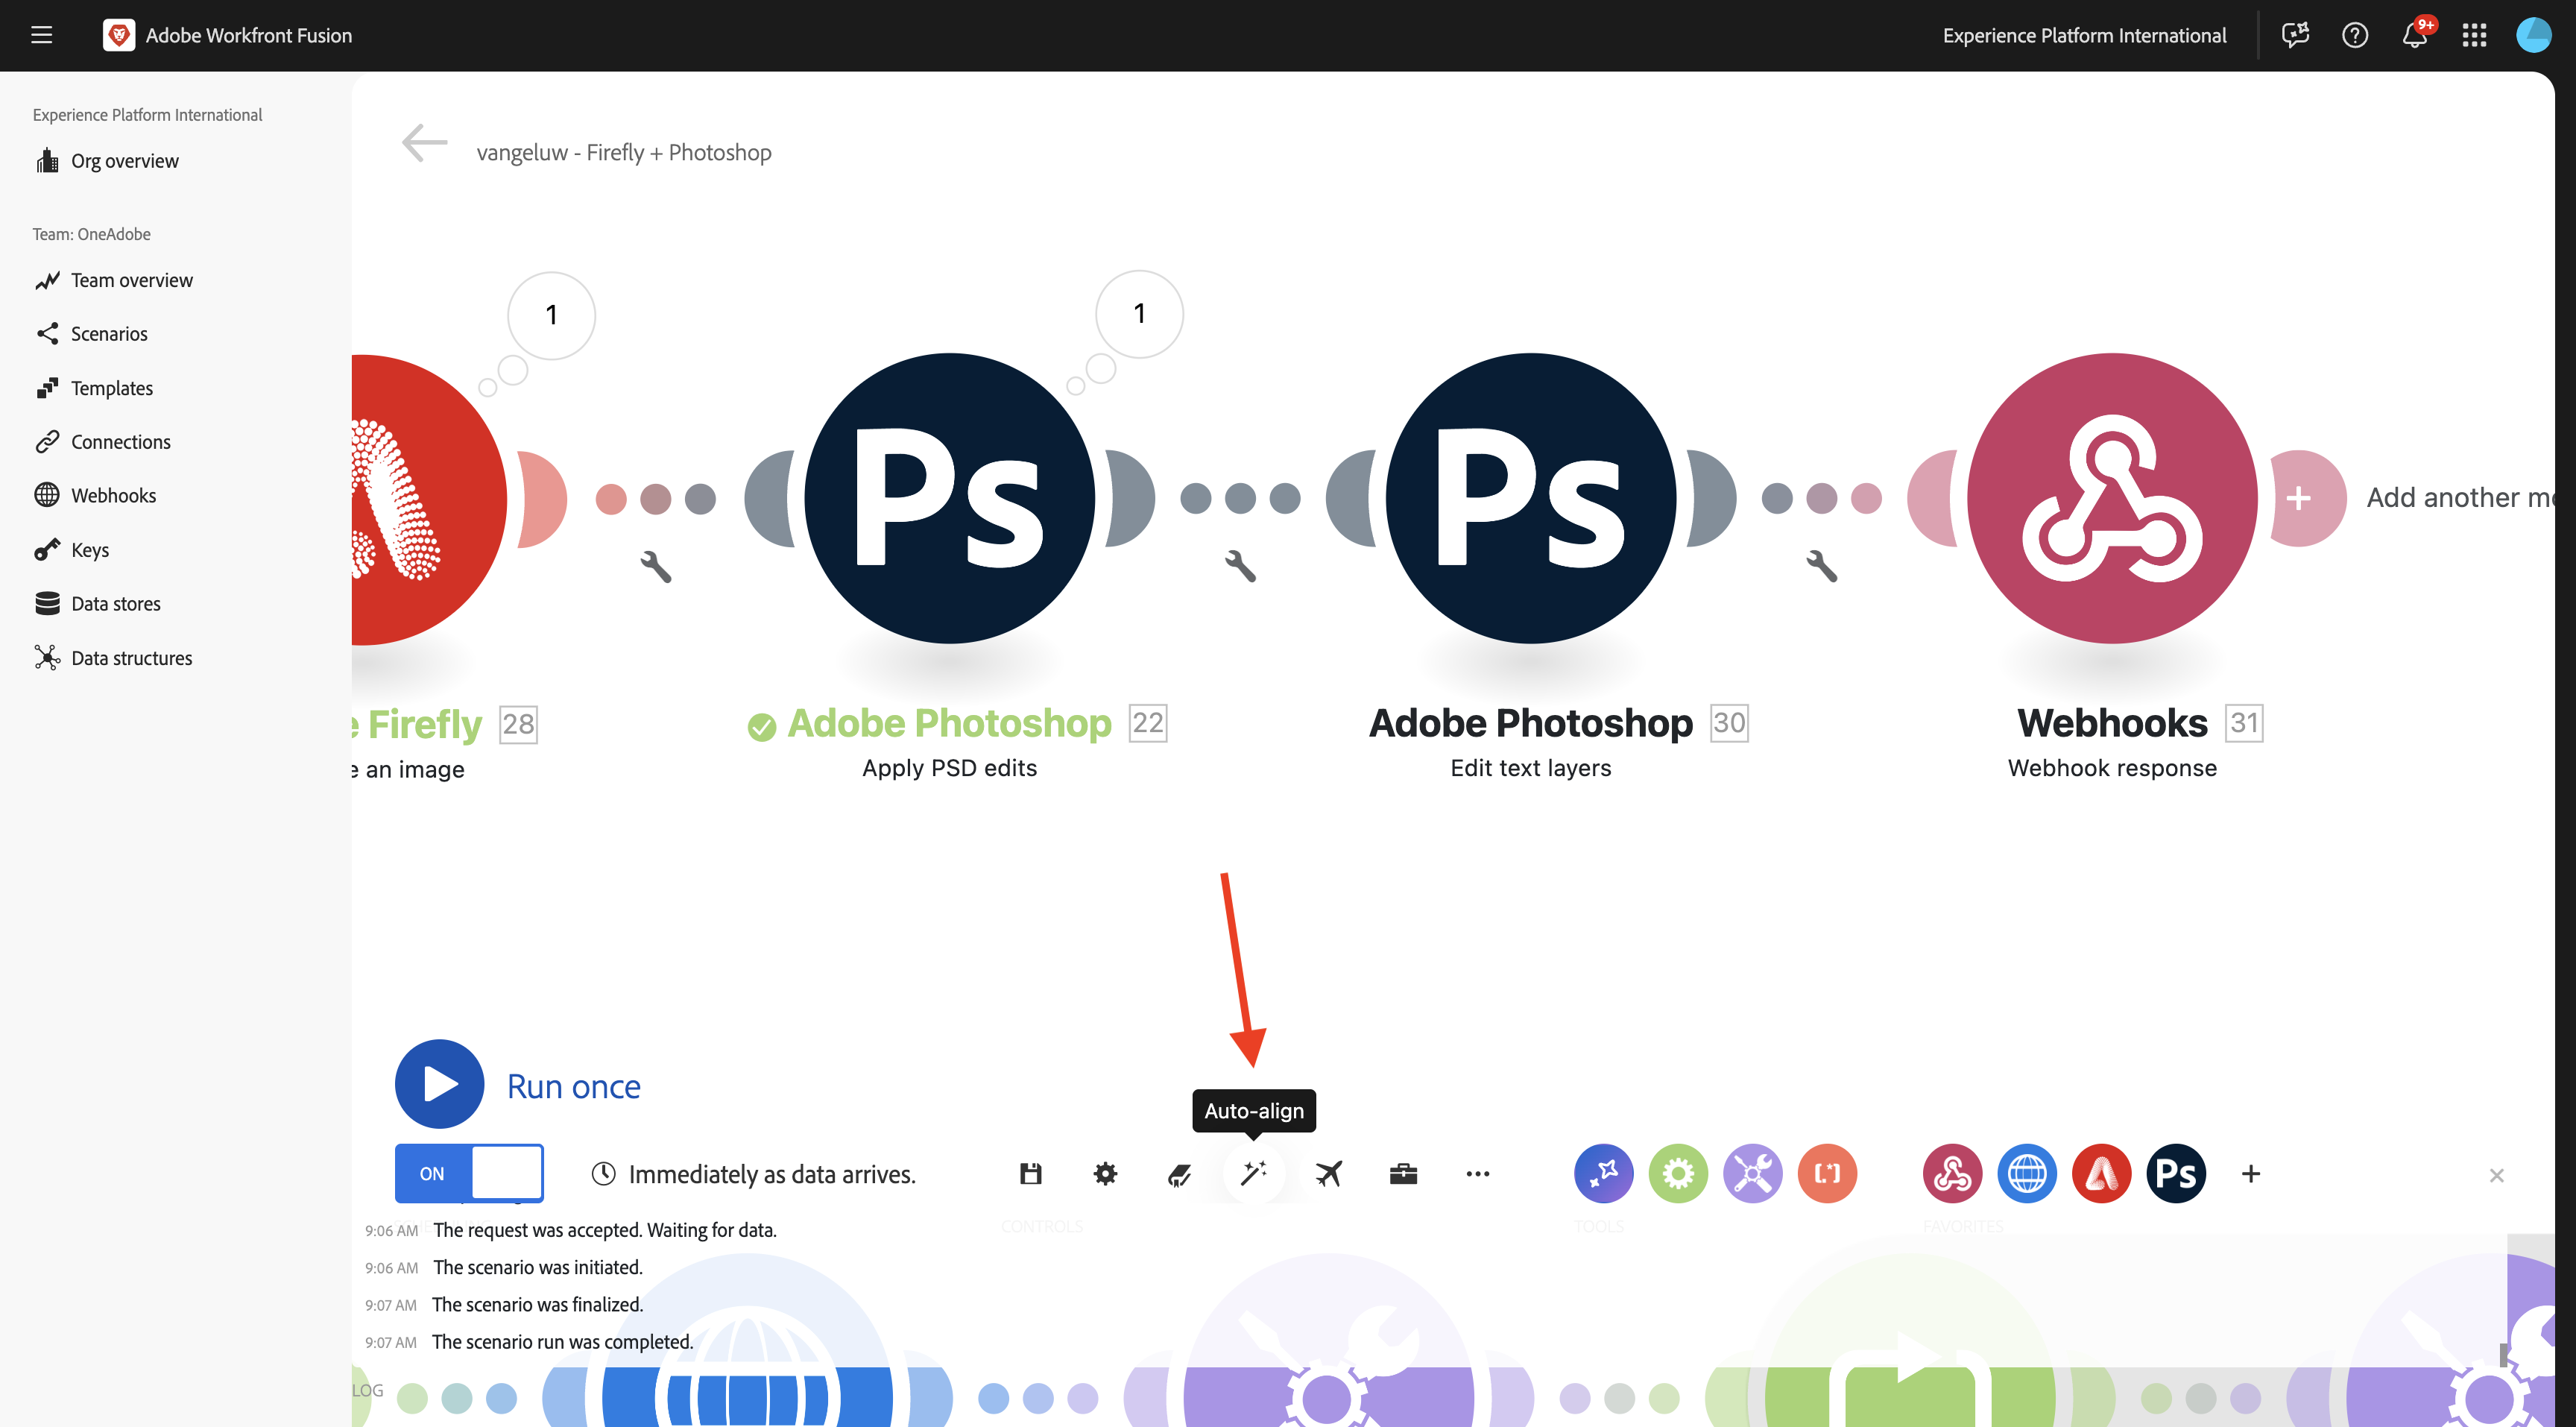 Adobe Workfront Fusion
Experience Platform International
9+
Experience Platform International
Org overview
Team: OneAdobe
Team overview
Scenarios
Templates
Connections
Webhooks
Keys
Data stores
Data structures
vangeluw - Firefly + Photoshop
1
1
Ps
Ps
Add another m
e Firefly 28
e an image
Adobe Photoshop 22
Apply PSD edits
Adobe Photoshop 30
Edit text layers
Webhooks 31
Webhook response
Run once
Auto-align
ON
Immediately as data arrives.
Ps
CONTROLS
TOOLS
FAVORITES
9:06 AM The request was accepted. Waiting for data.
9:06 AM The scenario was initiated.
9:07 AM The scenario was finalized.
9:07 AM The scenario run was completed.
LOG